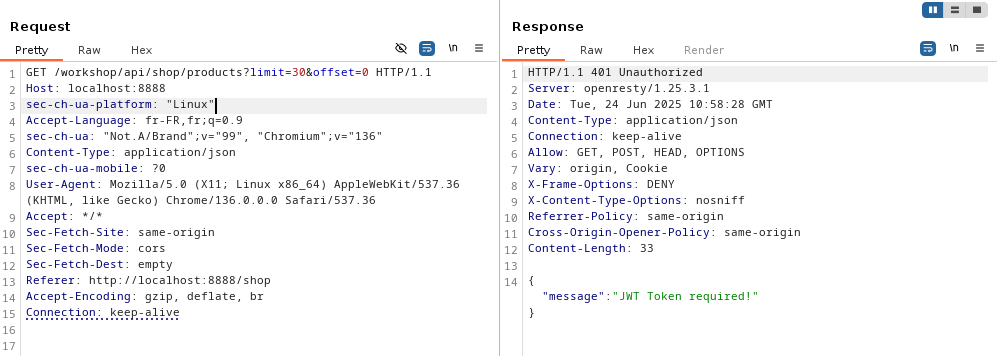 Request
Pretty Raw Hex
\n
1 GET /workshop/api/shop/products?limit=30&offset=0 HTTP/1.1
2 Host: localhost:8888
3 sec-ch-ua-platform: "Linux"
4 Accept-Language: fr-FR,fr;q=0.9
5 sec-ch-ua: "Not.A/Brand";v="99", "Chromium";v="136"
6 Content-Type: application/json
7 sec-ch-ua-mobile: ?0
8 User-Agent: Mozilla/5.0 (X11; Linux x86_64) AppleWebKit/537.36
(KHTML, like Gecko) Chrome/136.0.0.0 Safari/537.36
9 Accept: */*
10 Sec-Fetch-Site: same-origin
11 Sec-Fetch-Mode: cors
12 Sec-Fetch-Dest: empty
13 Referer: http://localhost:8888/shop
14 Accept-Encoding: gzip, deflate, br
15 Connection: keep-alive
16
17
Response
Pretty Raw Hex Render
\n
1 HTTP/1.1 401 Unauthorized
2 Server: openresty/1.25.3.1
3 Date: Tue, 24 Jun 2025 10:58:28 GMT
4 Content-Type: application/json
5 Connection: keep-alive
6 Allow: GET, POST, HEAD, OPTIONS
7 Vary: origin, Cookie
8 X-Frame-Options: DENY
9 X-Content-Type-Options: nosniff
10 Referrer-Policy: same-origin
11 Cross-Origin-Opener-Policy: same-origin
12 Content-Length: 33
13
14 {
"message":"JWT Token required!"
}